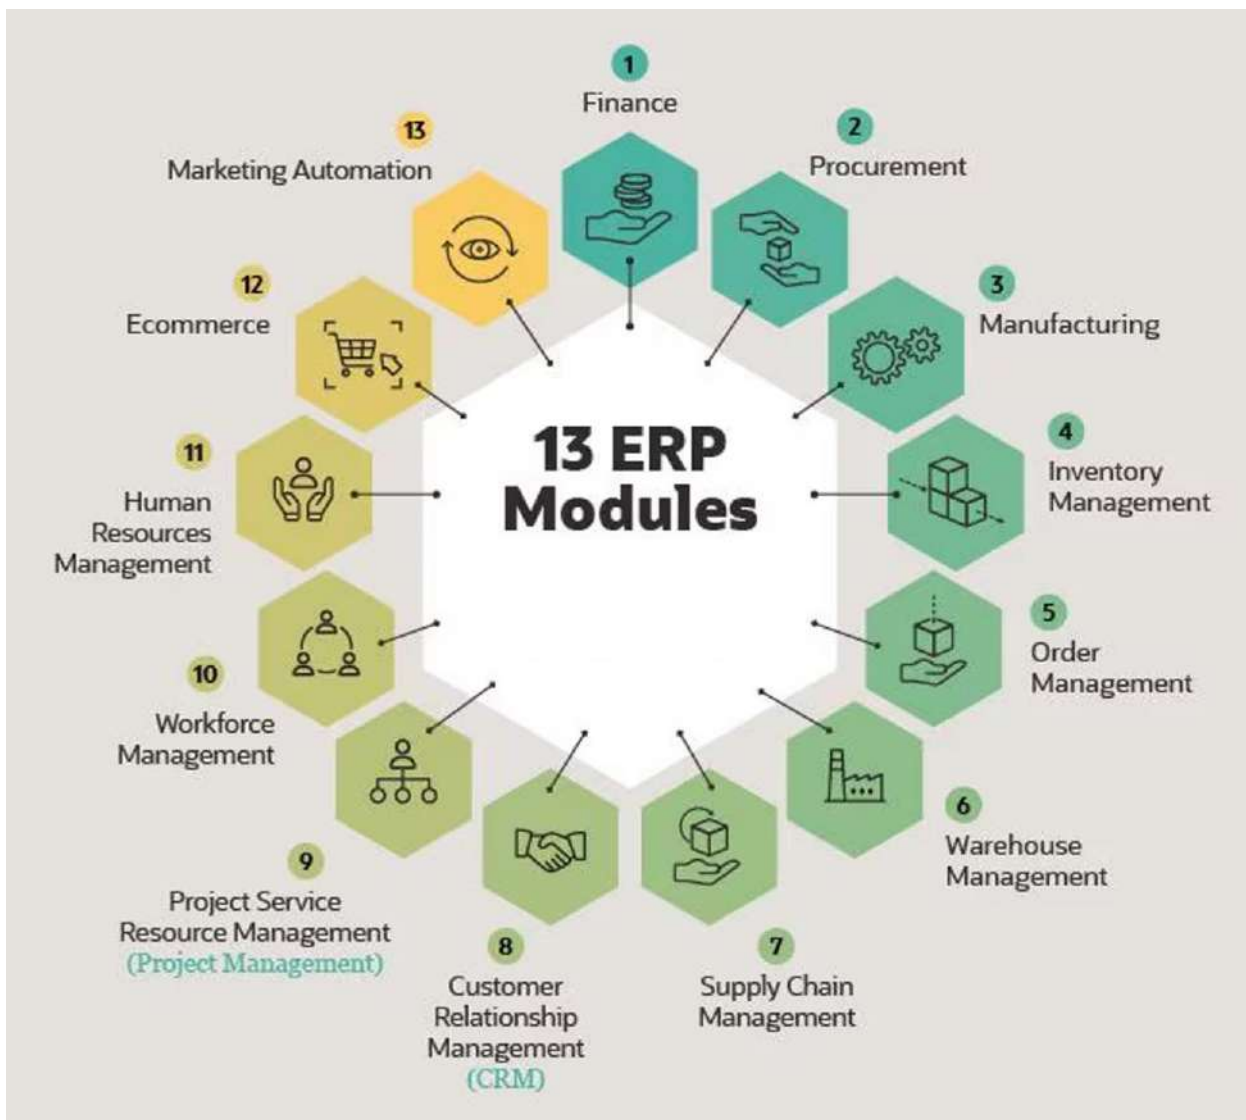 13 ERP
Modules
1
Finance
2
Procurement
3
Manufacturing
4
Inventory
Management
5
Order
Management
6
Warehouse
Management
7
Supply Chain
Management
8
Customer
Relationship
Management
(CRM)
9
Project Service
Resource Management
(Project Management)
10
Workforce
Management
11
Human
Resources
Management
12
Ecommerce
13
Marketing Automation